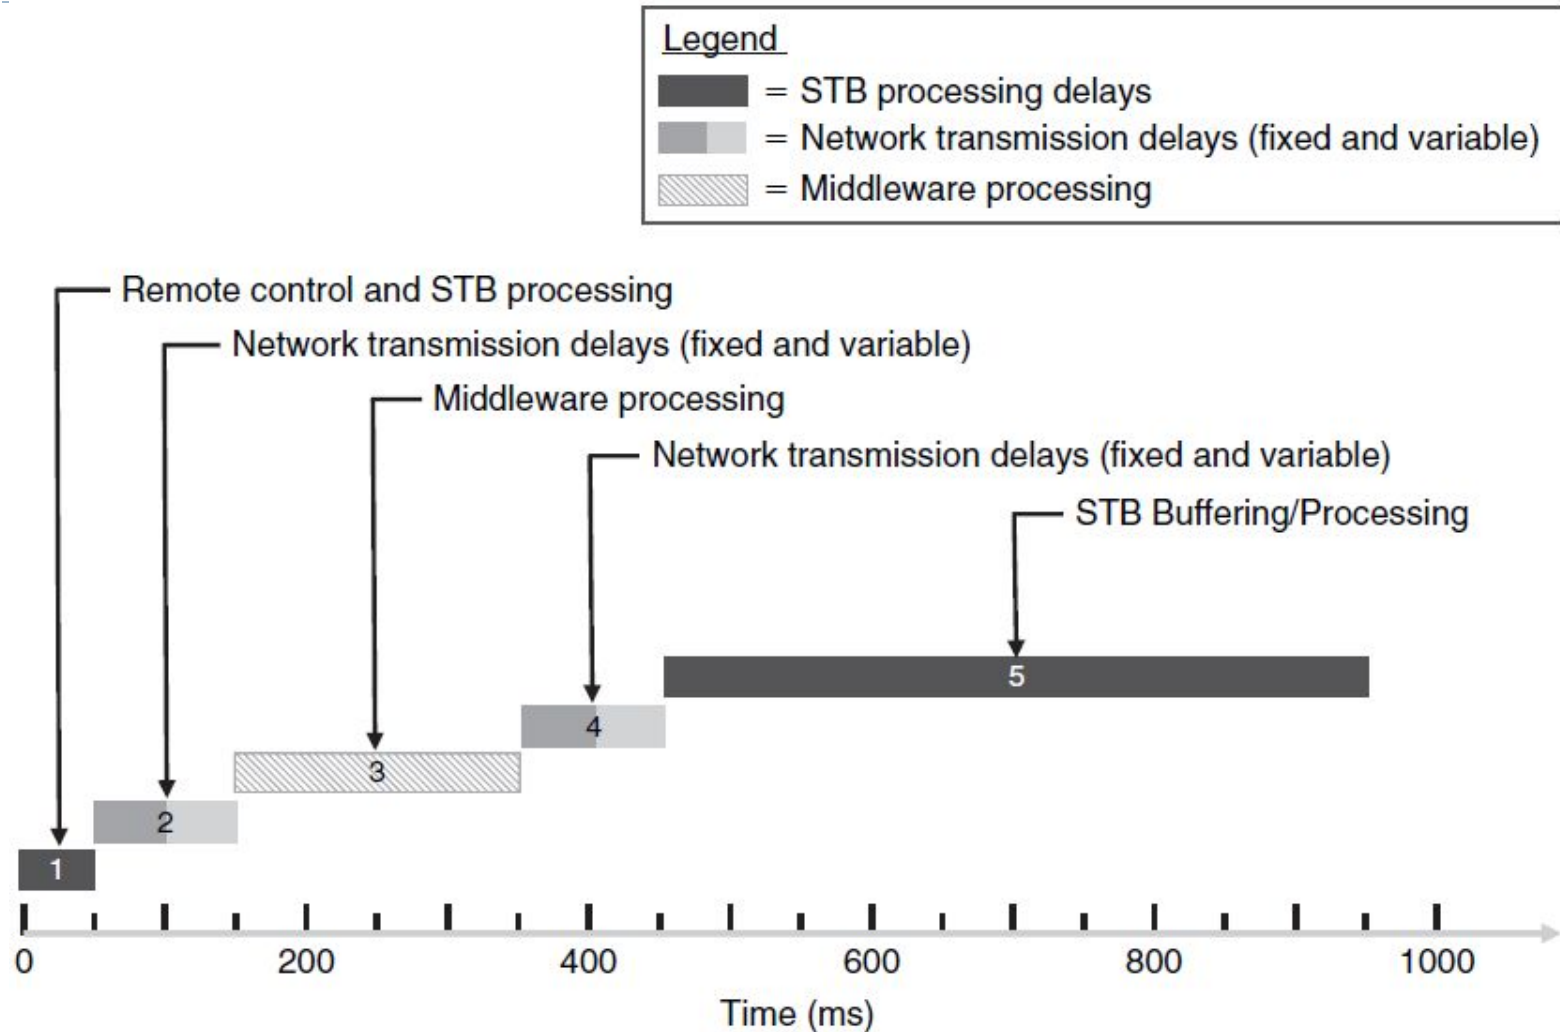 Legend
= STB processing delays
= Network transmission delays (fixed and variable)
= Middleware processing
Remote control and STB processing
Network transmission delays (fixed and variable)
Middleware processing
Network transmission delays (fixed and variable)
STB Buffering/Processing
5
4
3
2
1
0 200 400 600 800 1000
Time (ms)